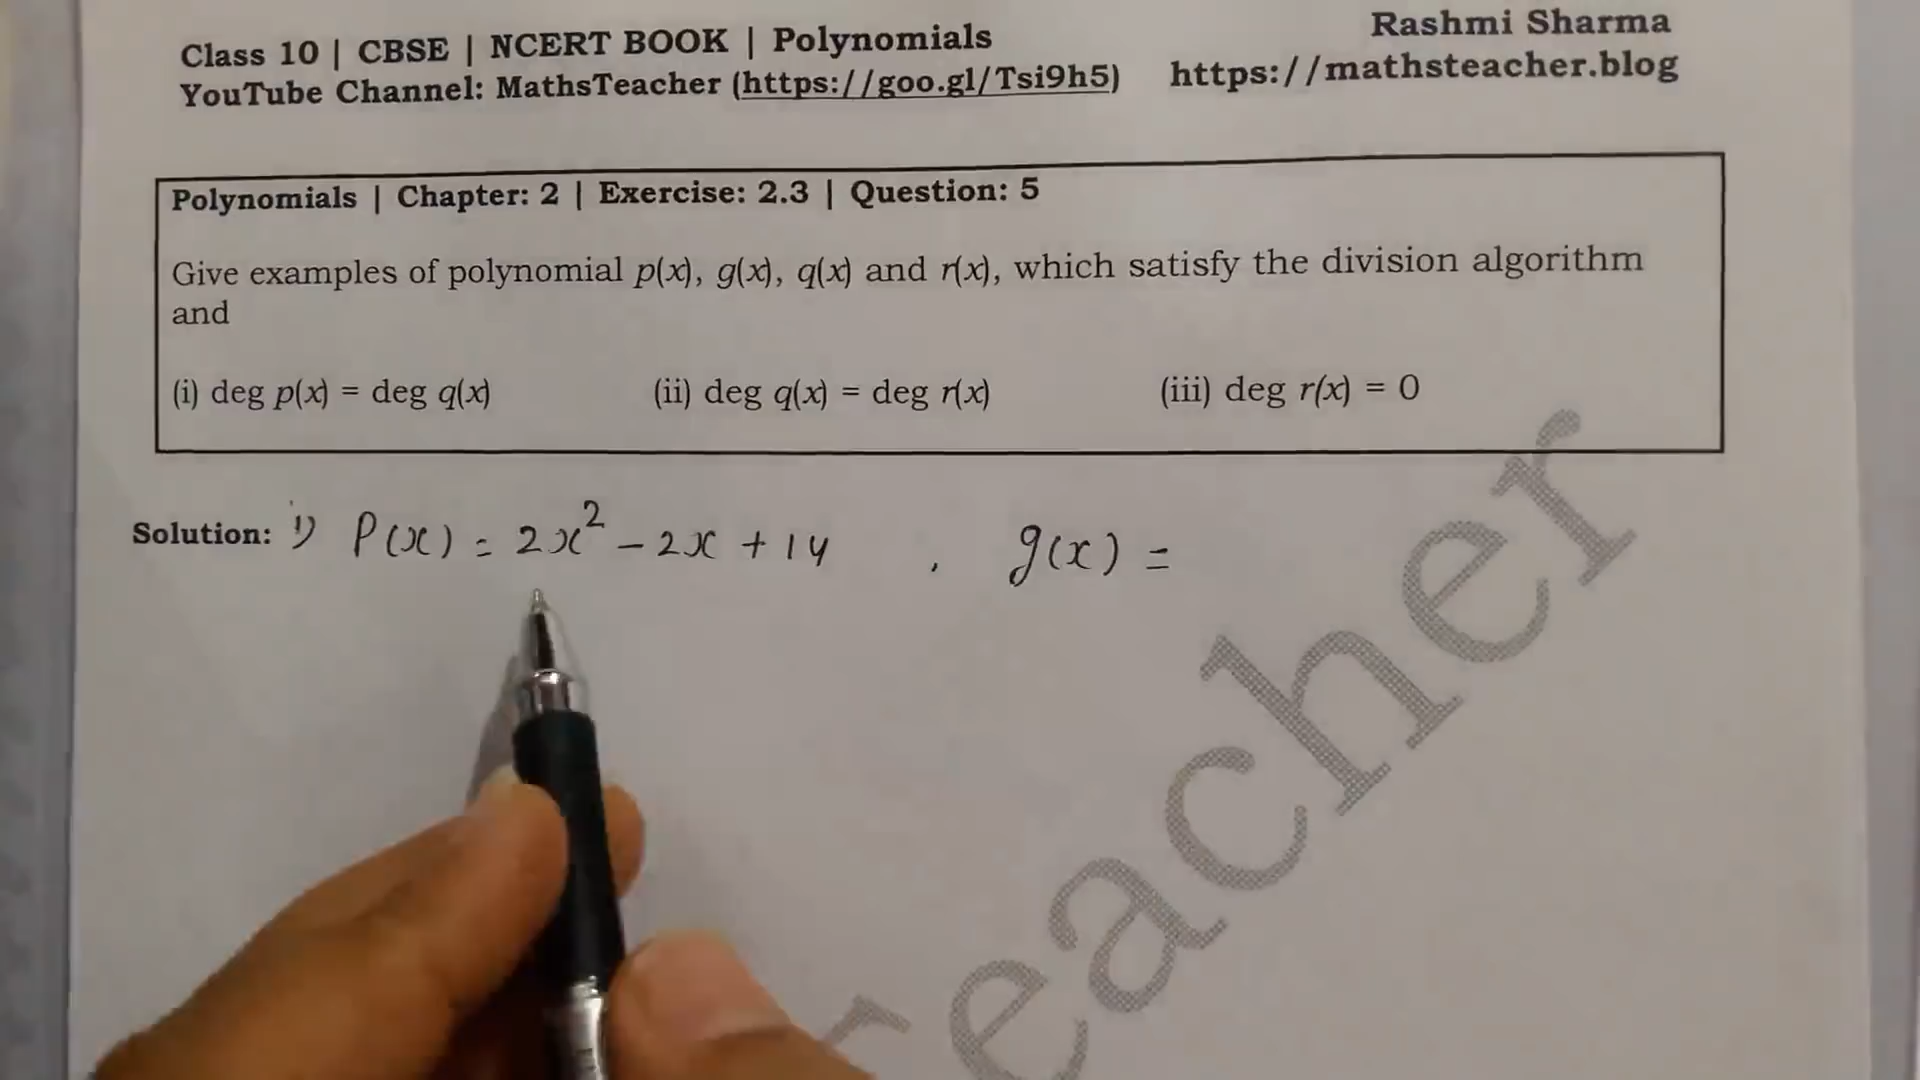 Class 10 | CBSE | NCERT BOOK | Polynomials
YouTube Channel: MathsTeacher (https://goo.gl/Tsi9h5)
Rashmi Sharma
https://mathsteacher.blog
Polynomials | Chapter: 2 | Exercise: 2.3 | Question: 5
Give examples of polynomial p(x), g(x), q(x) and r(x), which satisfy the division algorithm
and
(i) deg p(x) = deg q(x) (ii) deg q(x) = deg r(x) (iii) deg r(x) = 0
Solution: i) P(x) = 2x² - 2x + 14 , g(x) =
eacher